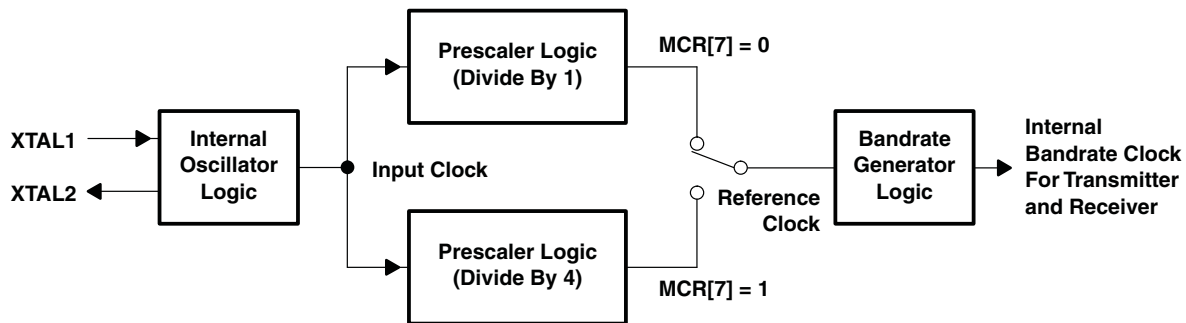 Prescaler Logic
(Divide By 1)
MCR[7] = 0
XTAL1
XTAL2
Internal
Oscillator
Logic
Input Clock
Bandrate
Generator
Logic
Internal
Bandrate Clock
For Transmitter
and Receiver
Reference
Clock
Prescaler Logic
(Divide By 4)
MCR[7] = 1